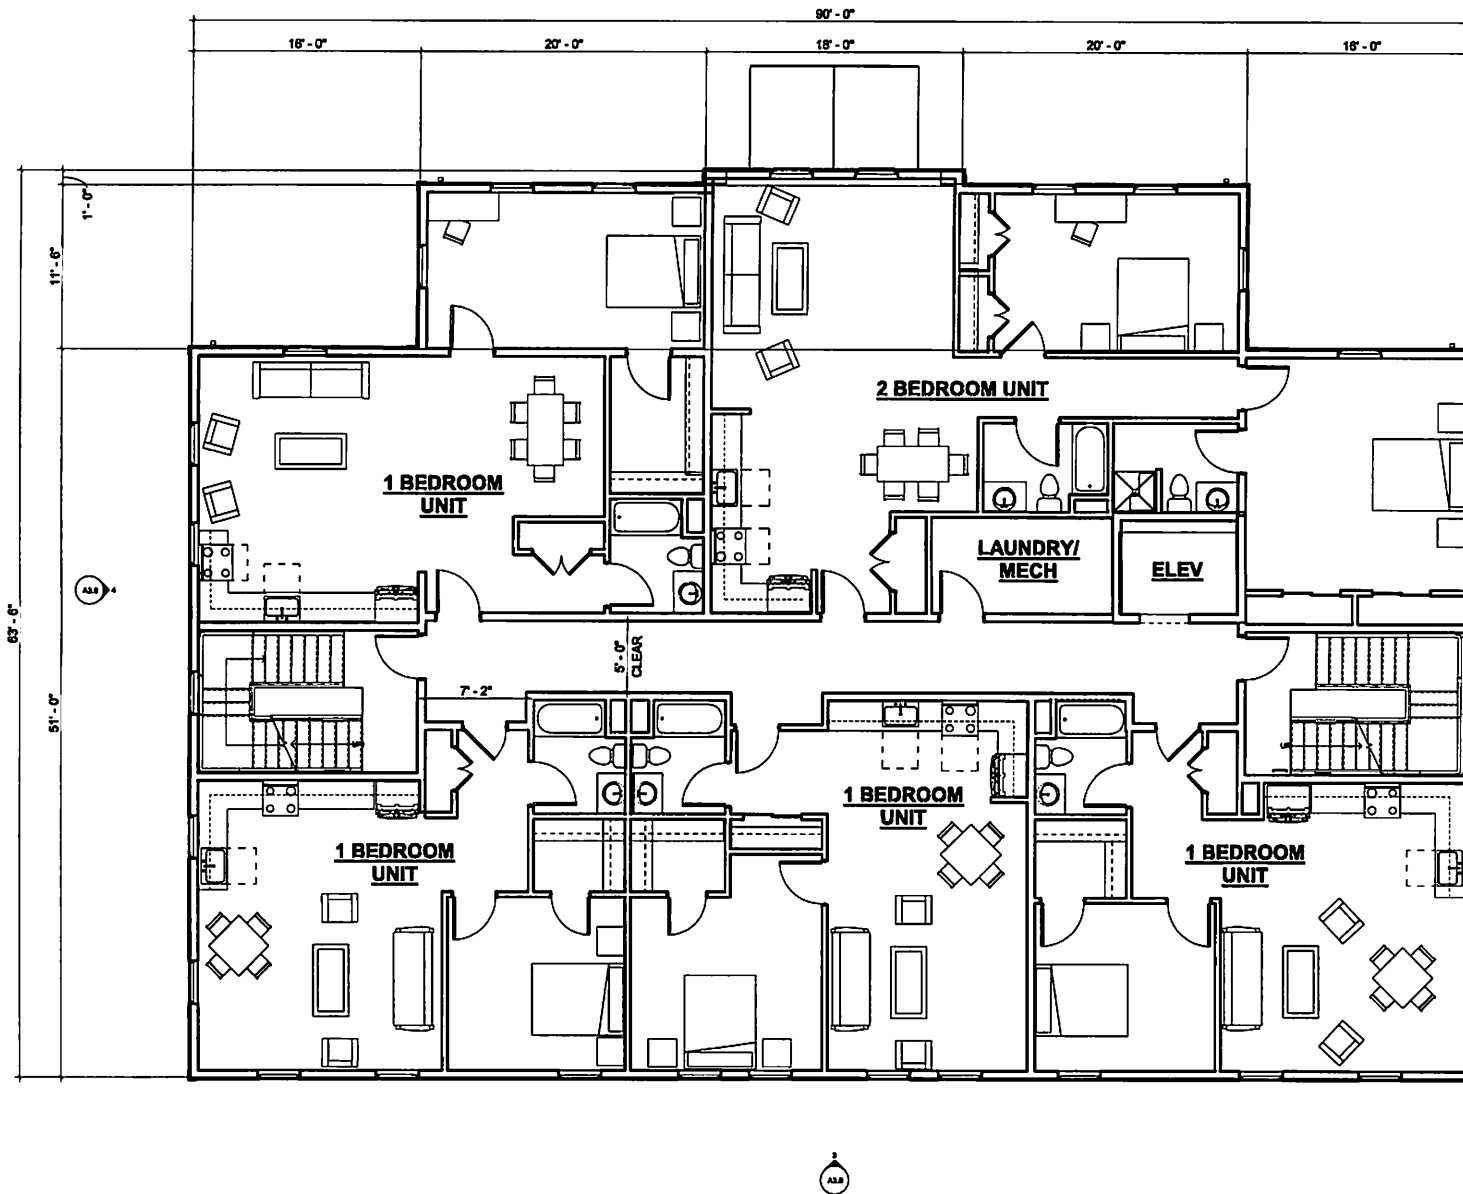 90' - 0"
16' - 0"
20' - 0"
18' - 0"
20' - 0"
16' - 0"
1' - 0"
11' - 6"
63' - 6"
51' - 0"
2 BEDROOM UNIT
1 BEDROOM
UNIT
LAUNDRY/
MECH
ELEV
5' - 0"
CLEAR
7' - 2"
1 BEDROOM
UNIT
1 BEDROOM
UNIT
1 BEDROOM
UNIT
4
3